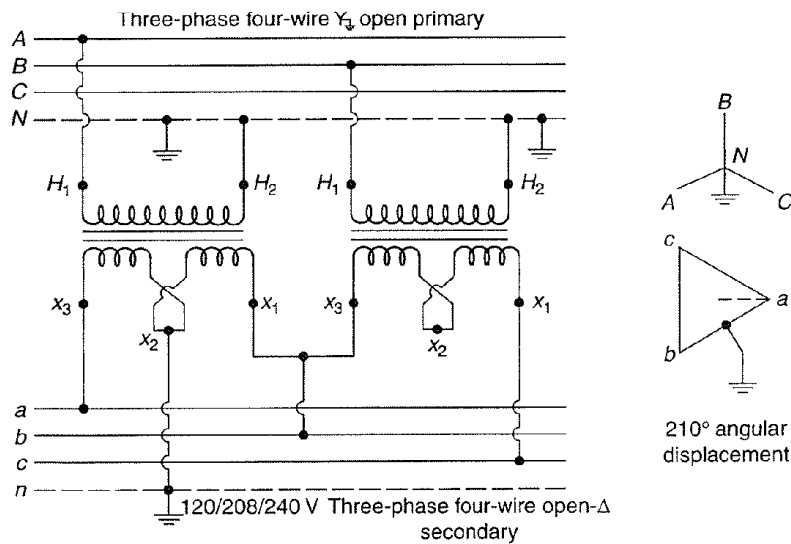 Three-phase four-wire Y open primary
A
B
C
N
H1 H2 H1 H2
x3 x2 x1 x3 x2 x1
a
b
c
n
120/208/240 V Three-phase four-wire open-Δ
secondary
B
N
A C
c
a
b
210° angular
displacement